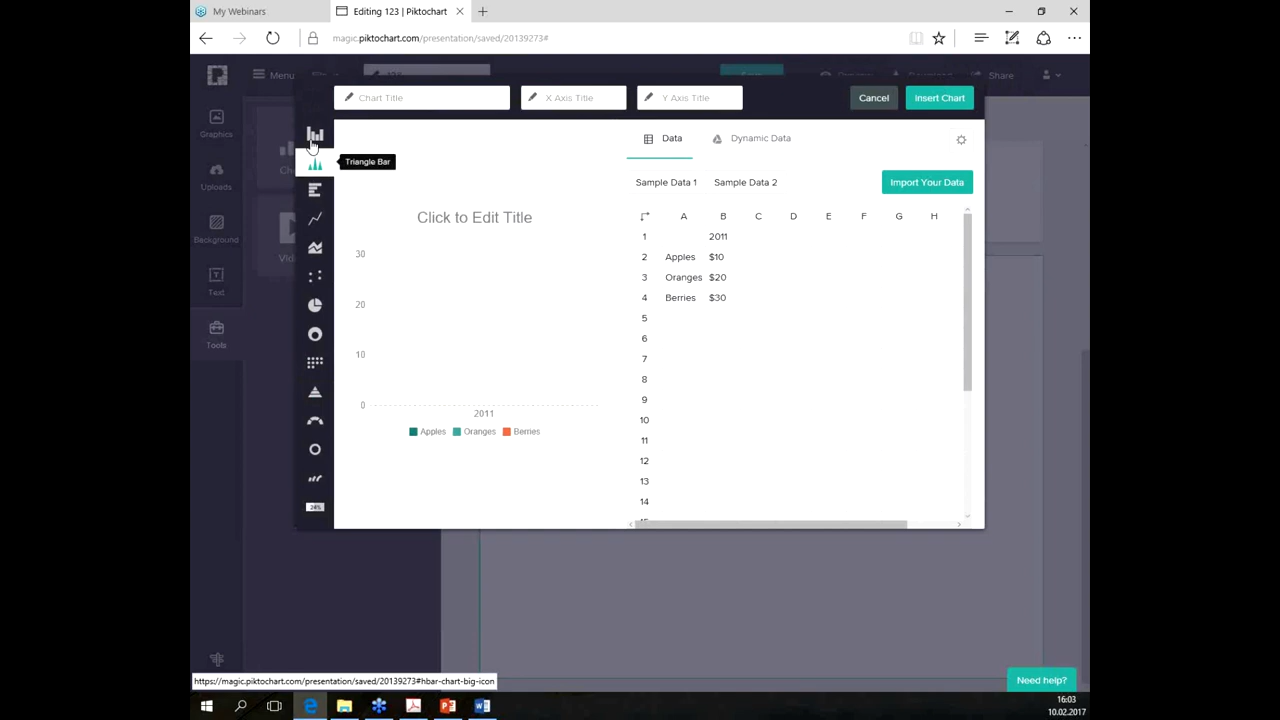 My Webinars
Editing 123 | Piktochart
magic.piktochart.com/presentation/saved/20139273#
Menu
Share
Chart Title
X Axis Title
Y Axis Title
Cancel
Insert Chart
Graphics
Uploads
Background
Text
Tools
Triangle Bar
Data
Dynamic Data
Sample Data 1
Sample Data 2
Import Your Data
Click to Edit Title
30
20
10
0
2011
Apples
Oranges
Berries
A B C D E F G H
1 2011
2 Apples $10
3 Oranges $20
4 Berries $30
5
6
7
8
9
10
11
12
13
14
24%
Need help?
https://magic.piktochart.com/presentation/saved/20139273#hbar-chart-big-icon
16:03
10.02.2017